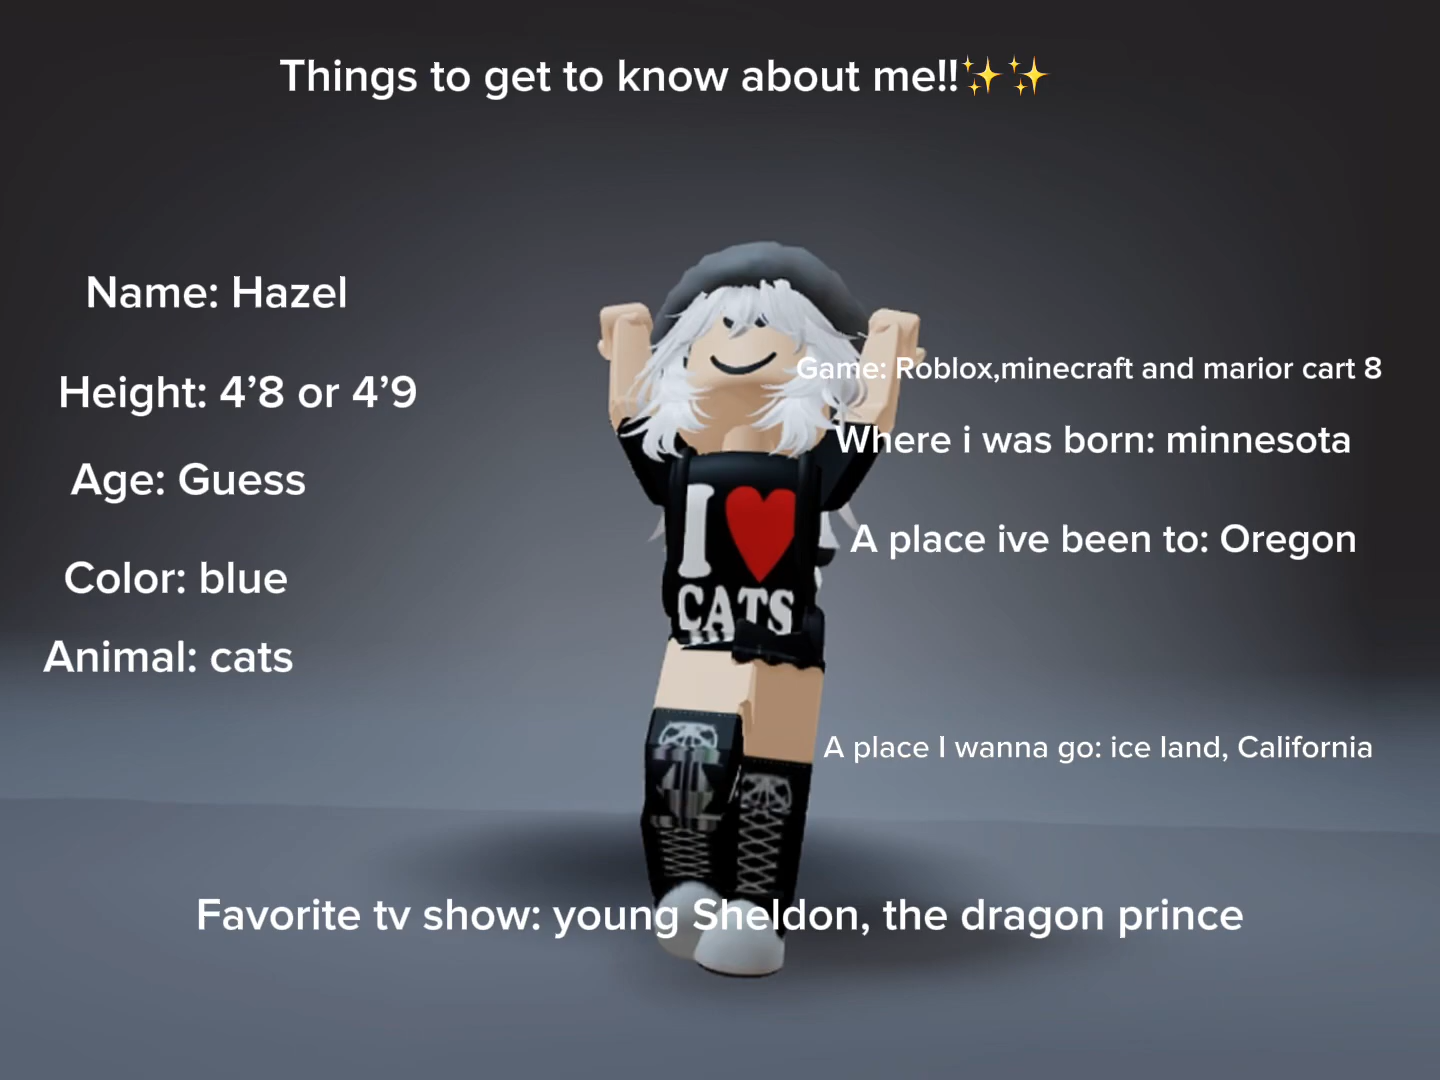 Things to get to know about me!!✨✨
Name: Hazel
Height: 4’8 or 4’9
Age: Guess
Color: blue
Animal: cats
Game: Roblox,minecraft and marior cart 8
Where i was born: minnesota
A place ive been to: Oregon
A place I wanna go: ice land, California
I ❤
CATS
Favorite tv show: young Sheldon, the dragon prince